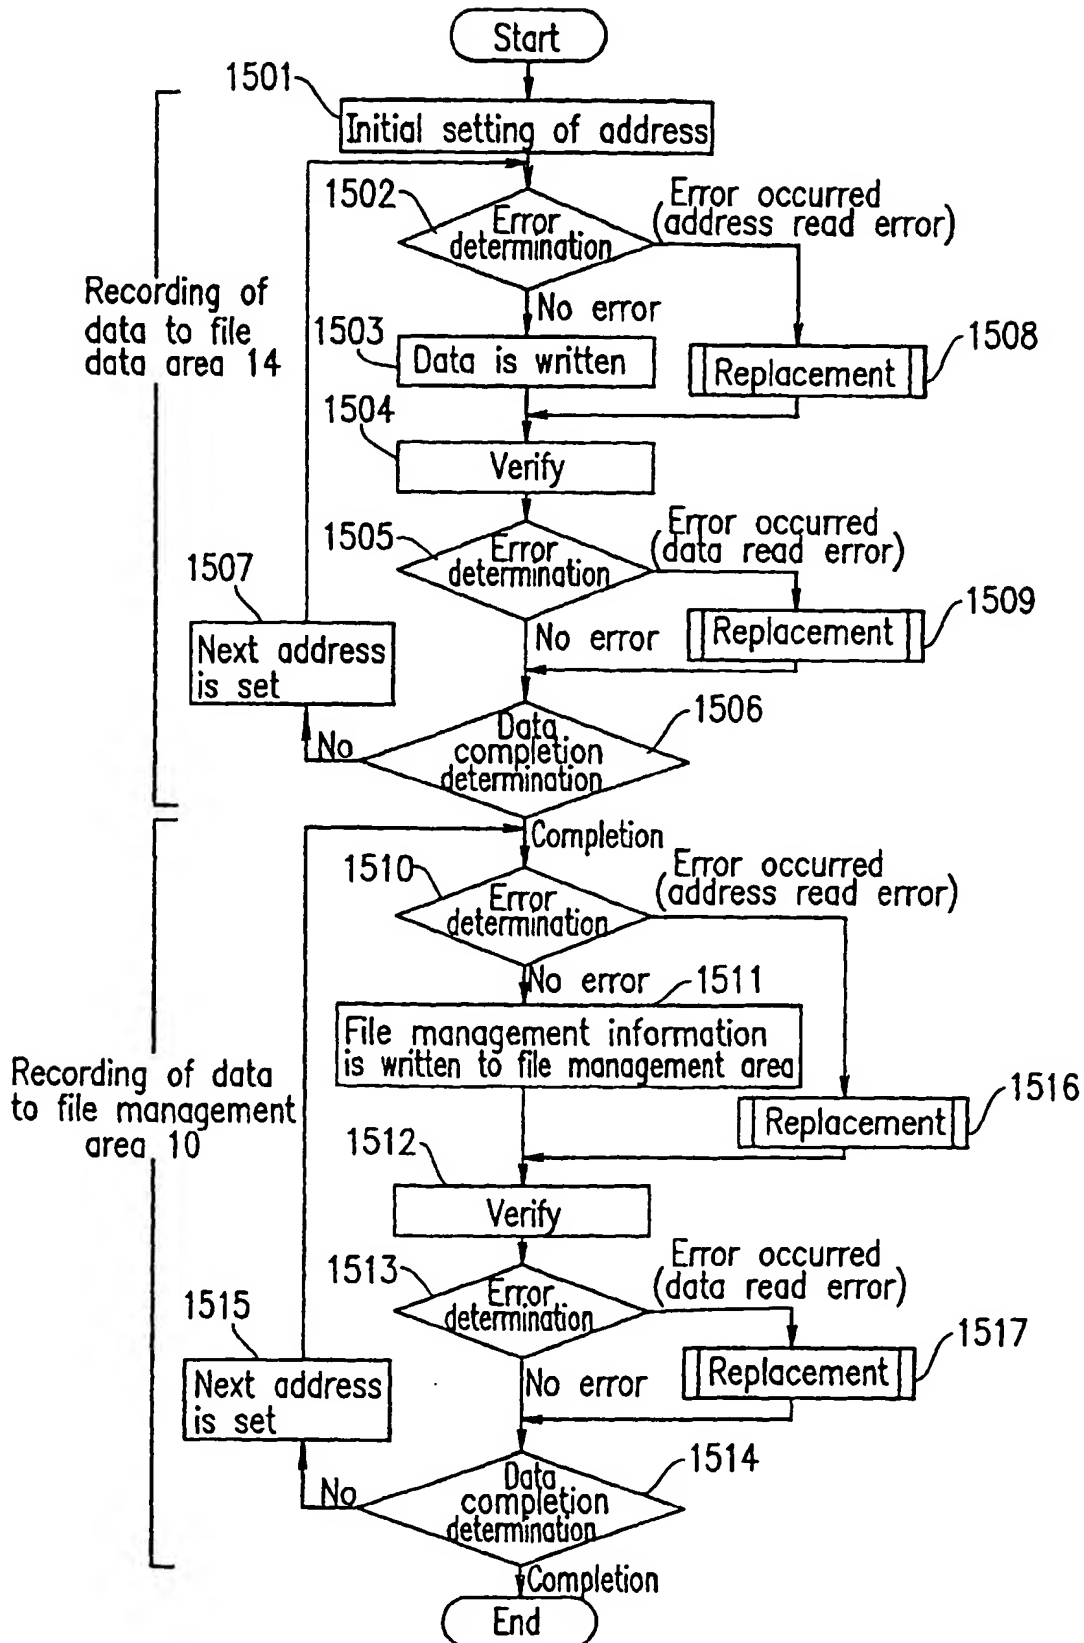 Start
1501
Initial setting of address
1502
Error
determination
Error occurred
(address read error)
No error
Recording of
data to file
data area 14
1503
Data is written
1508
Replacement
1504
Verify
1505
Error
determination
Error occurred
(data read error)
1507
Next address
is set
No error
1509
Replacement
1506
Data
completion
determination
No
Completion
1510
Error
determination
Error occurred
(address read error)
No error
1511
File management information
is written to file management area
Recording of data
to file management
area 10
1516
Replacement
1512
Verify
1513
Error
determination
Error occurred
(data read error)
1515
Next address
is set
No error
1517
Replacement
1514
Data
completion
determination
No
Completion
End